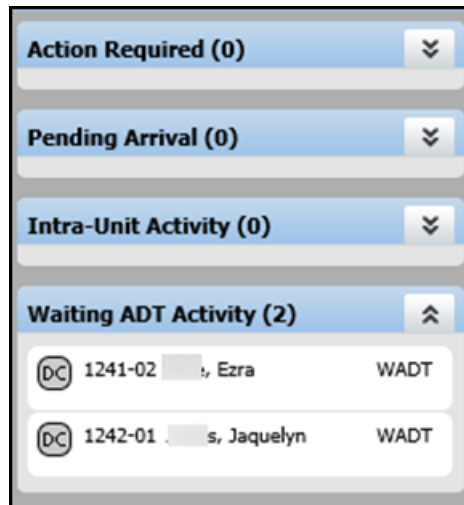 Action Required (0)
Pending Arrival (0)
Intra-Unit Activity (0)
Waiting ADT Activity (2)
DC 1241-02 , Ezra WADT
DC 1242-01 , Jaquelyn WADT